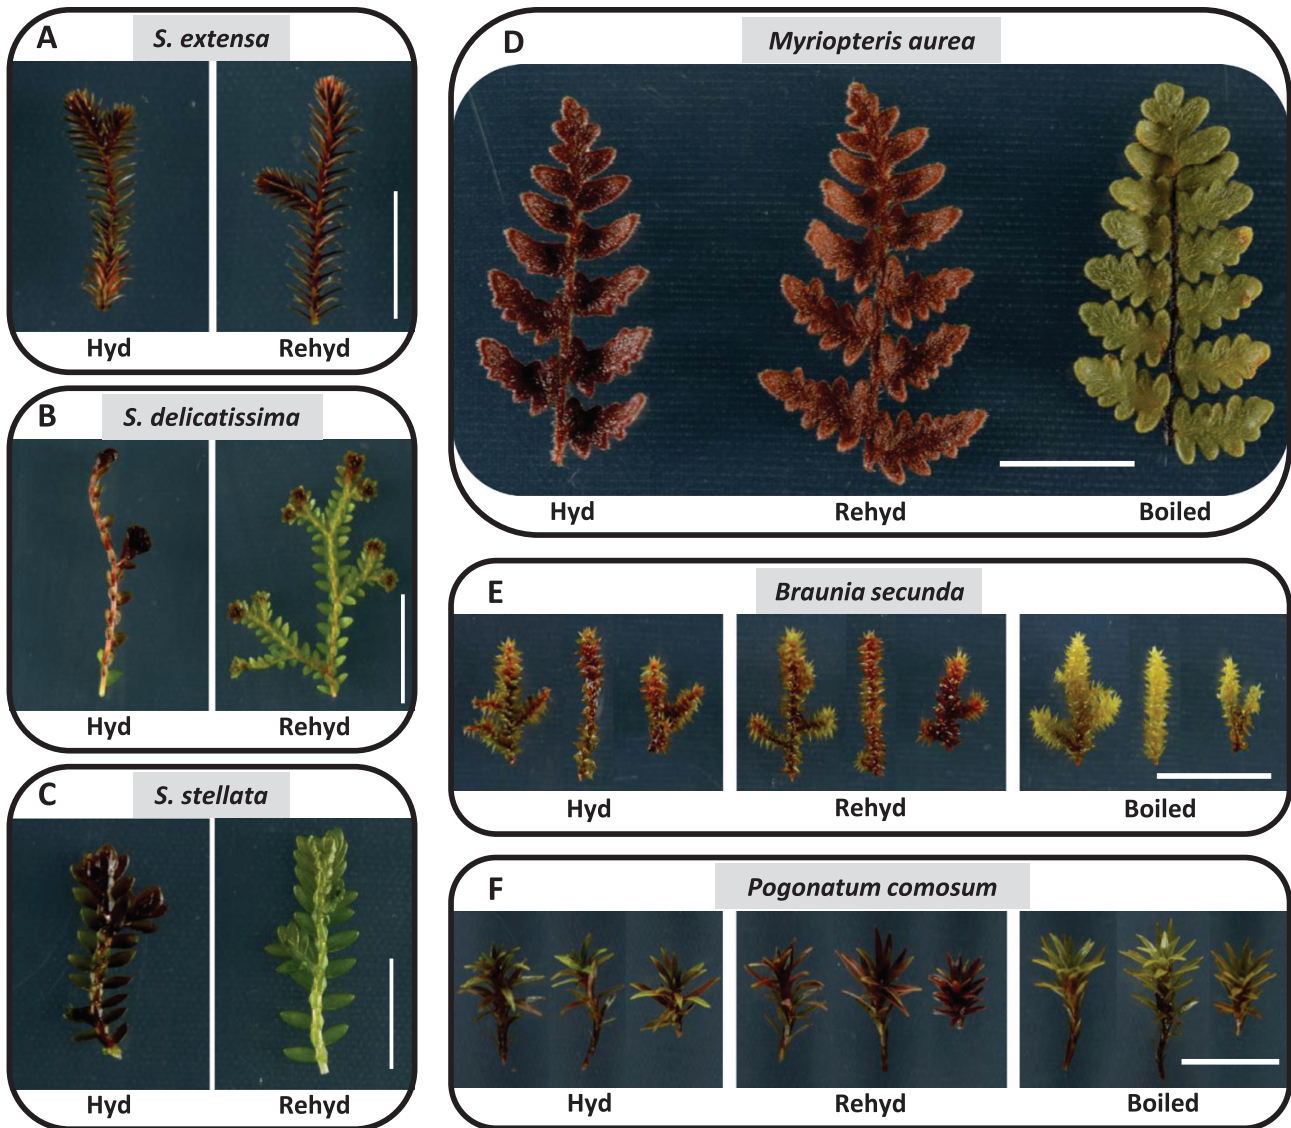 A
S. extensa
Hyd
Rehyd
B
S. delicatissima
Hyd
Rehyd
C
S. stellata
Hyd
Rehyd
D
Myriopteris aurea
Hyd
Rehyd
Boiled
E
Braunia secunda
Hyd
Rehyd
Boiled
F
Pogonatum comosum
Hyd
Rehyd
Boiled